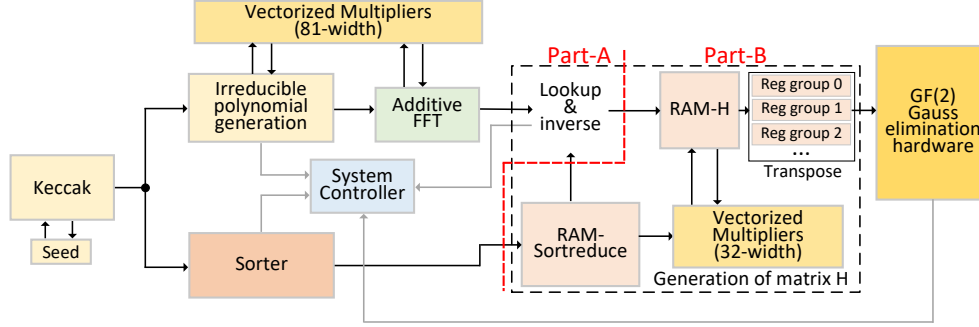 Vectorized Multipliers
(81-width)
Part-A
Part-B
Irreducible
polynomial
generation
Additive
FFT
Lookup
&
inverse
RAM-H
Reg group 0
Reg group 1
Reg group 2
...
Transpose
GF(2)
Gauss
elimination
hardware
Keccak
Seed
System
Controller
Sorter
RAM-
Sortreduce
Vectorized
Multipliers
(32-width)
Generation of matrix H